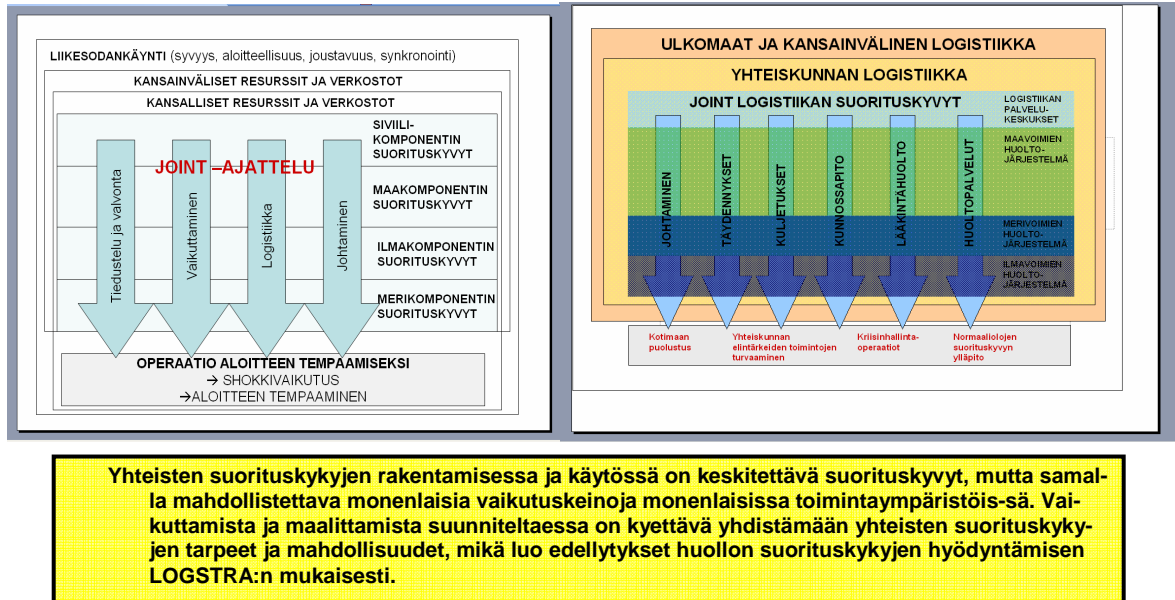 LIIKESODANKÄYNTI (syvyys, aloitteellisuus, joustavuus, synkronointi)
KANSAINVÄLISET RESURSSIT JA VERKOSTOT
KANSALLISET RESURSSIT JA VERKOSTOT
SIVIILI-
KOMPONENTIN
SUORITUSKYVYT
JOINT –AJATTELU
MAAKOMPONENTIN
SUORITUSKYVYT
ILMAKOMPONENTIN
SUORITUSKYVYT
MERIKOMPONENTIN
SUORITUSKYVYT
Tiedustelu ja valvonta
Vaikuttaminen
Logistiikka
Johtaminen
OPERAATIO ALOITTEEN TEMPAAMISEKSI
→ SHOKKIVAIKUTUS
→ALOITTEEN TEMPAAMINEN
ULKOMAAT JA KANSAINVÄLINEN LOGISTIIKKA
YHTEISKUNNAN LOGISTIIKKA
JOINT LOGISTIIKAN SUORITUSKYVYT
LOGISTIIKAN
PALVELU-
KESKUKSET
MAAVOIMIEN
HUOLTO-
JÄRJESTELMÄ
MERIVOIMIEN
HUOLTO-
JÄRJESTELMÄ
ILMAVOIMIEN
HUOLTO-
JÄRJESTELMÄ
JOHTAMINEN
TÄYDENNYKSET
KULJETUKSET
KUNNOSSAPITO
LÄÄKINTÄHUOLTO
HUOLTOPALVELUT
Kotimaan
puolustus
Yhteiskunnan
elintärkeiden toimintojen
turvaaminen
Kriisinhallinta-
operaatiot
Normaaliolojen
suorituskyvyn
ylläpito
Yhteisten suorituskykyjen rakentamisessa ja käytössä on keskitettävä suorituskyvyt, mutta samal-
la mahdollistettava monenlaisia vaikutuskeinoja monenlaisissa toimintaympäristöis-sä. Vai-
kuttamista ja maalittamista suunniteltaessa on kyettävä yhdistämään yhteisten suorituskyky-
jen tarpeet ja mahdollisuudet, mikä luo edellytykset huollon suorituskykyjen hyödyntämisen
LOGSTRA:n mukaisesti.